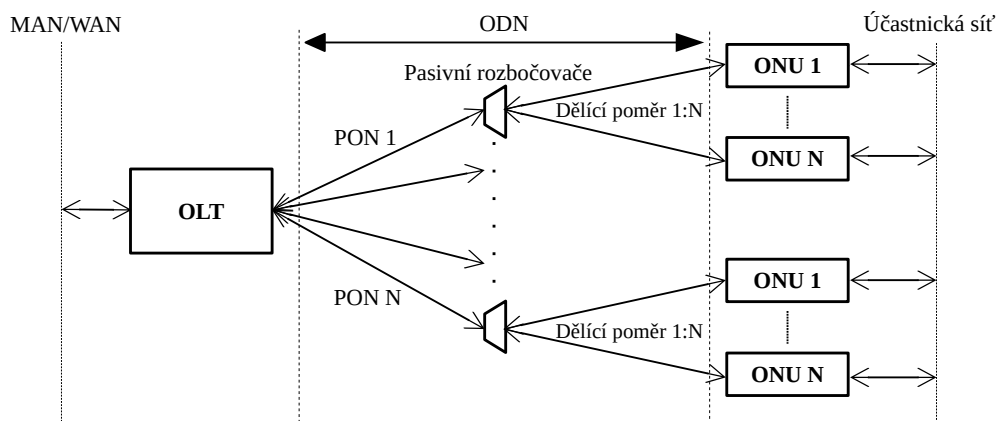 MAN/WAN
ODN
Účastnická síť
Pasivní rozbočovače
ONU 1
Dělící poměr 1:N
PON 1
ONU N
OLT
ONU 1
PON N
Dělící poměr 1:N
ONU N